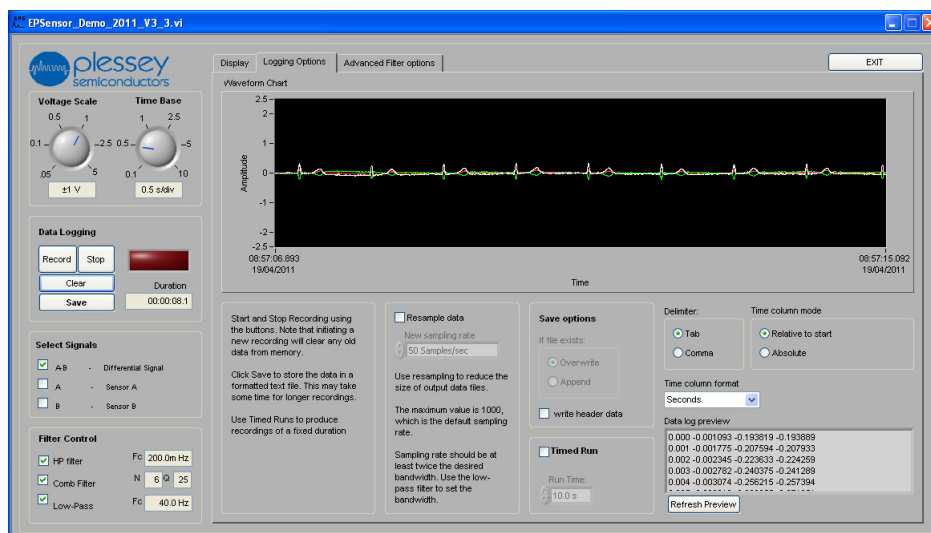 EPSensor_Demo_2011_V3_3.vi
plessey
semiconductors
Display
Logging Options
Advanced Filter options
EXIT
Waveform Chart
Voltage Scale
0.5
1
0.1
2.5
.05
5
±1 V
Time Base
1
2.5
0.5
5
0.1
10
0.5 s/div
Amplitude
2.5
2
1
0
-1
-2
-2.5
08:57:06.893
19/04/2011
08:57:15.092
19/04/2011
Time
Data Logging
Record
Stop
Clear
Save
Duration
00:00:08.1
Select Signals
A-B - Differential Signal
A - Sensor A
B - Sensor B
Filter Control
HP filter Fc 200.0m Hz
Comb Filter N 6 Q 25
Low-Pass Fc 40.0 Hz
Start and Stop Recording using
the buttons. Note that initiating a
new recording will clear any old
data from memory.
Click Save to store the data in a
formatted text file. This may take
some time for longer recordings.
Use Timed Runs to produce
recordings of a fixed duration
Resample data
New sampling rate
50 Samples/sec
Use resampling to reduce the
size of output data files.
The maximum value is 1000,
which is the default sampling
rate.
Sampling rate should be at
least twice the desired
bandwidth. Use the low-
pass filter to set the
bandwidth.
Save options
If file exists:
Overwrite
Append
write header data
Timed Run
Run Time:
10.0 s
Delimiter:
Tab
Comma
Time column mode
Relative to start
Absolute
Time column format
Seconds
Data log preview
0.000 -0.001093 -0.193819 -0.193889
0.001 -0.001775 -0.207594 -0.207933
0.002 -0.002345 -0.223633 -0.224259
0.003 -0.002782 -0.240375 -0.241289
0.004 -0.003074 -0.256215 -0.257394
Refresh Preview